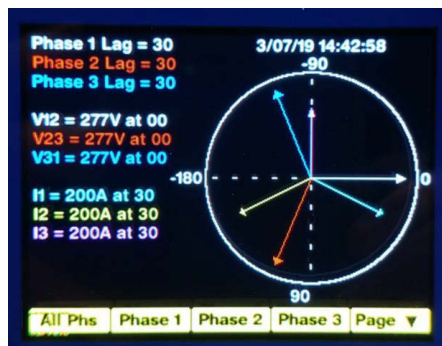 Phase 1 Lag = 30
3/07/19 14:42:58
Phase 2 Lag = 30
-90
Phase 3 Lag = 30
V12 = 277V at 00
V23 = 277V at 00
V31 = 277V at 00
-180
0
I1 = 200A at 30
I2 = 200A at 30
I3 = 200A at 30
90
All Phs
Phase 1
Phase 2
Phase 3
Page ▼